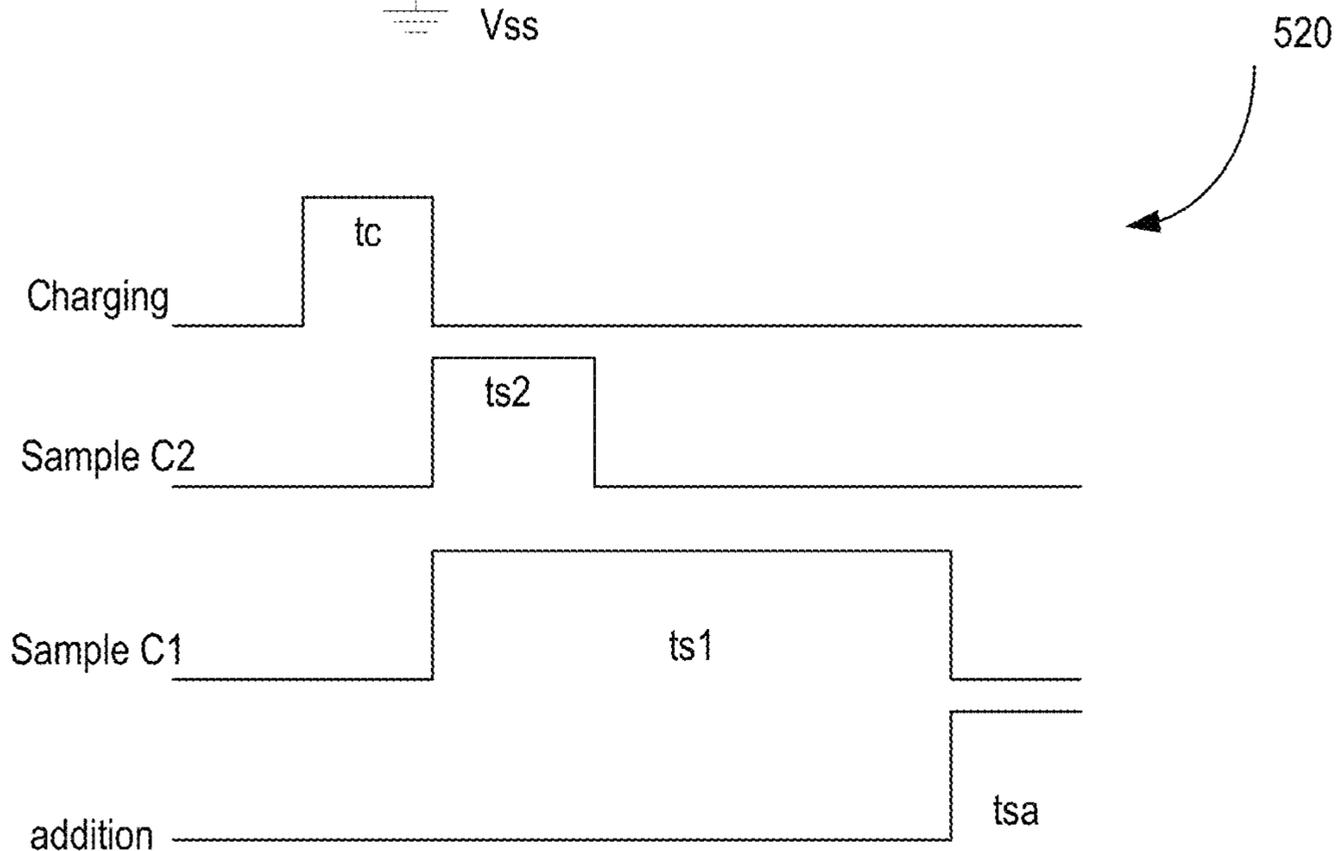 Vss
520
tc
Charging
ts2
Sample C2
Sample C1
ts1
tsa
addition